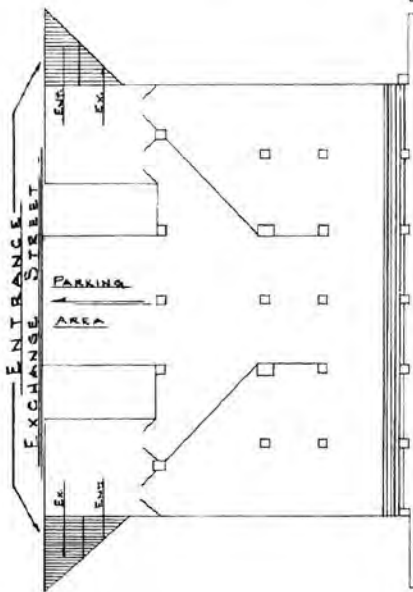 ENTRANCE
EXCHANGE STREET
ENT.
EX.
PARKING
AREA
EX.
ENT.